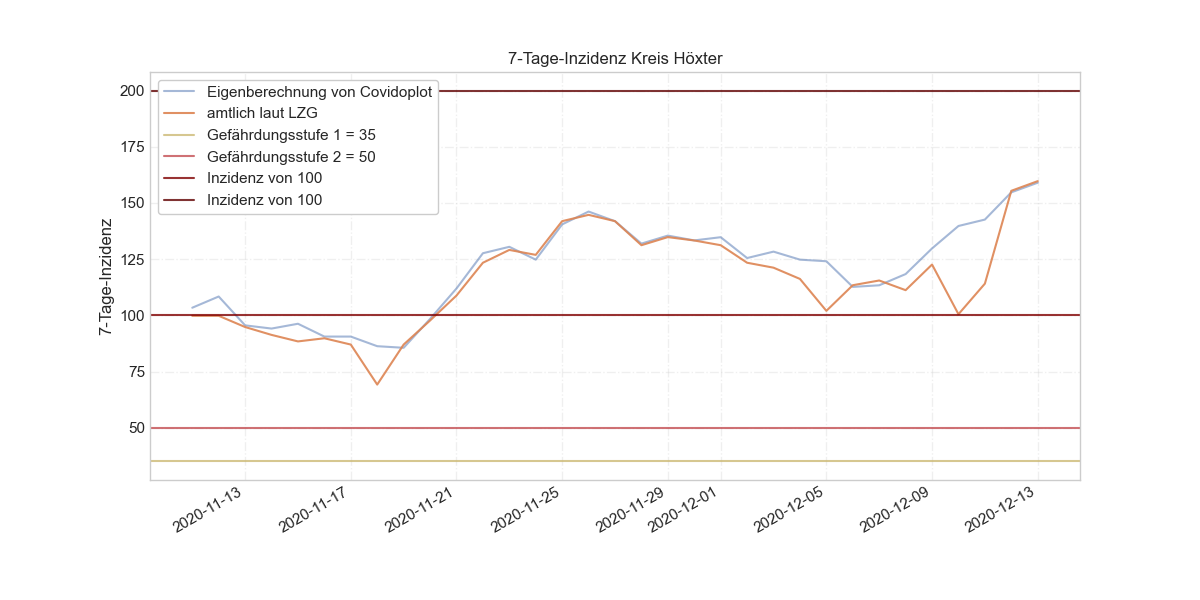 7-Tage-Inzidenz Kreis Höxter
Eigenberechnung von Covidoplot
amtlich laut LZG
Gefährdungsstufe 1 = 35
Gefährdungsstufe 2 = 50
Inzidenz von 100
Inzidenz von 100
7-Tage-Inzidenz
200
175
150
125
100
75
50
2020-11-13
2020-11-17
2020-11-21
2020-11-25
2020-11-29
2020-12-01
2020-12-05
2020-12-09
2020-12-13